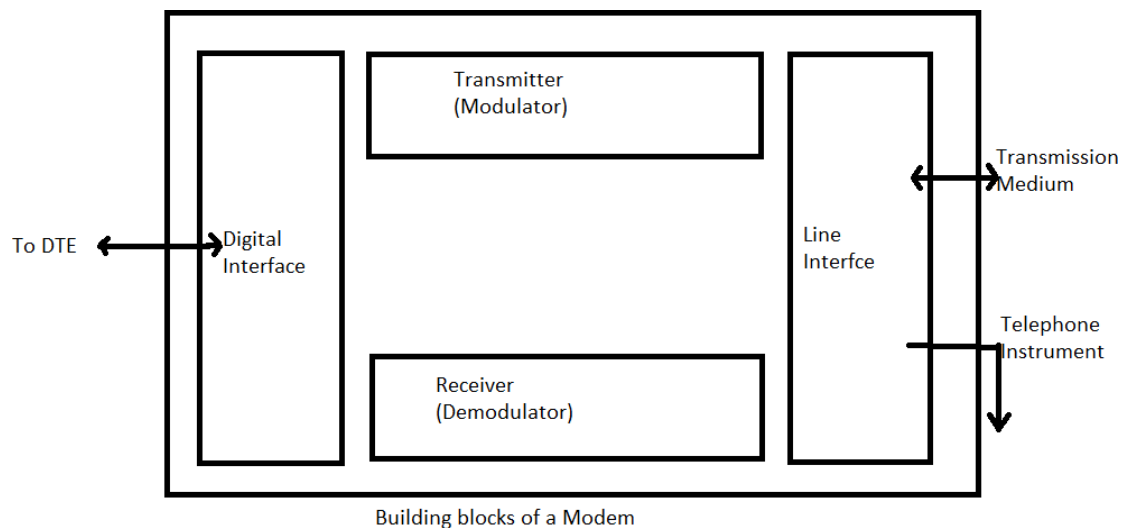 Transmitter
(Modulator)
Transmission
Medium
To DTE
Digital
Interface
Line
Interfce
Telephone
Instrument
Receiver
(Demodulator)
Building blocks of a Modem